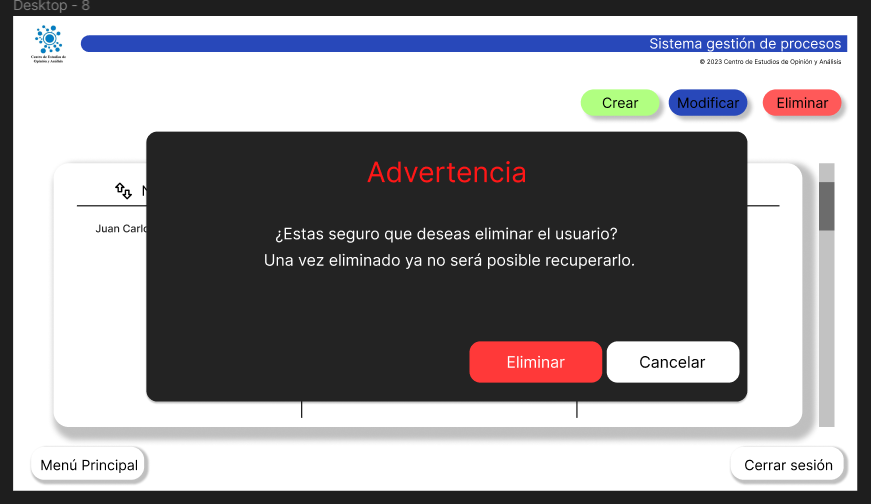 Desktop - 8
Sistema gestión de procesos
Centro de Estudios de
Opinión y Análisis
© 2023 Centro de Estudios de Opinión y Análisis
Crear
Modificar
Eliminar
Advertencia
N
Juan Carlo
¿Estas seguro que deseas eliminar el usuario?
Una vez eliminado ya no será posible recuperarlo.
Eliminar
Cancelar
Menú Principal
Cerrar sesión